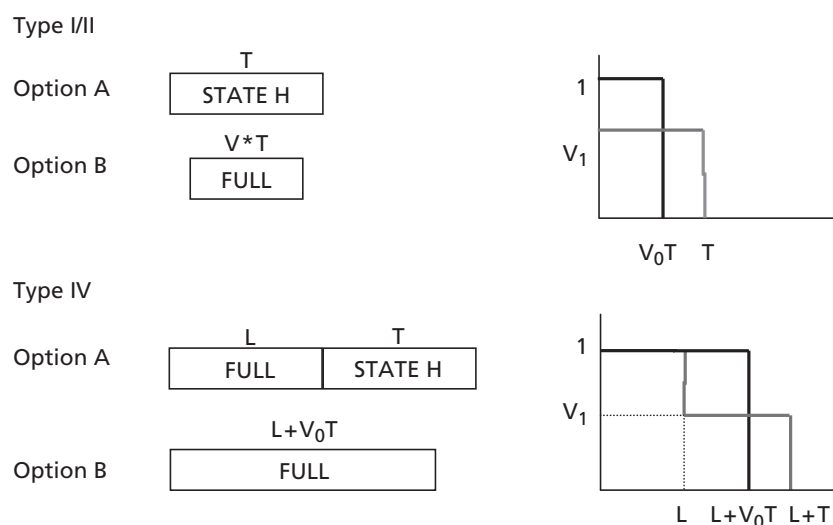 Type I/II
T
Option A
STATE H
V*T
Option B
FULL
1
V₁
V₀T T
Type IV
L T
Option A
FULL STATE H
L+V₀T
Option B
FULL
1
V₁
L L+V₀T L+T